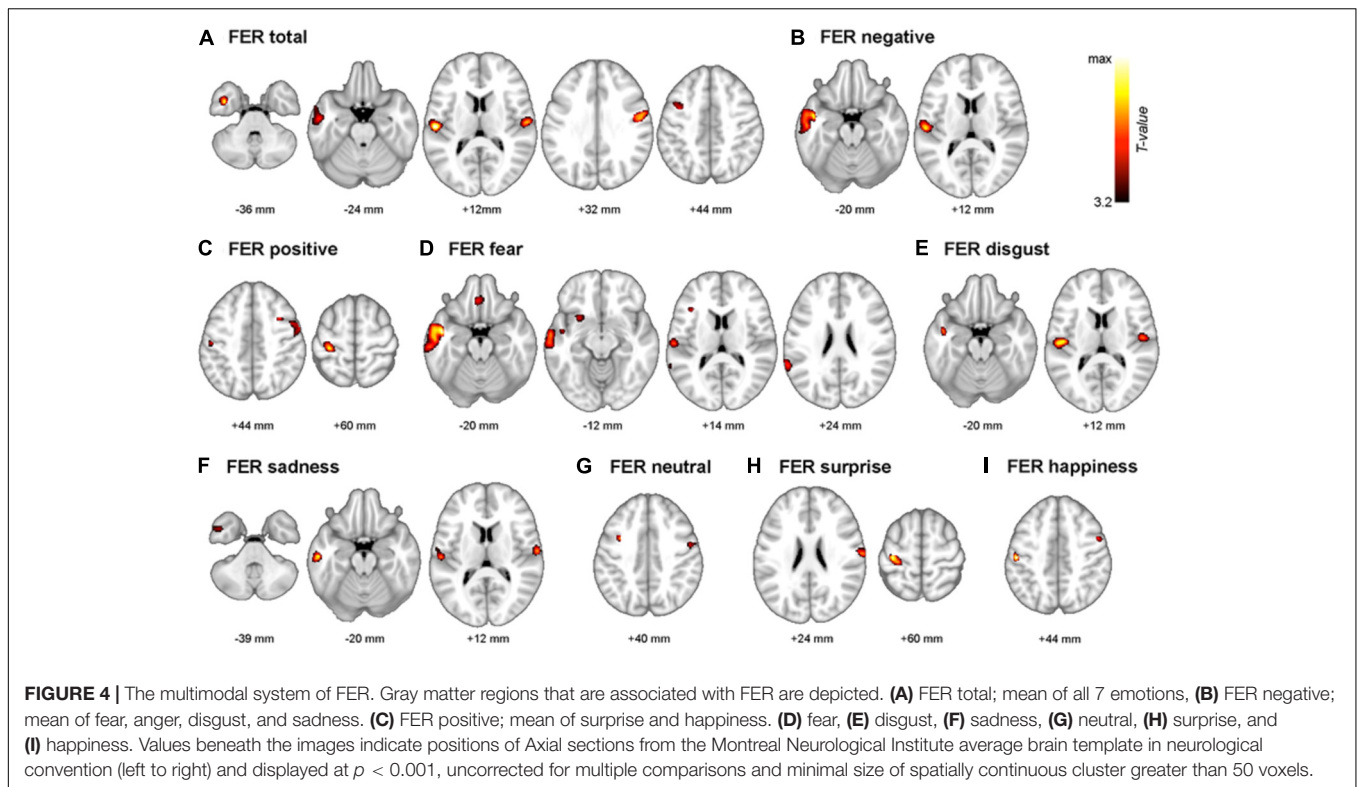 A FER total
B FER negative
max
T-value
3.2
-36 mm
-24 mm
+12mm
+32 mm
+44 mm
-20 mm
+12 mm
C FER positive
D FER fear
E FER disgust
+44 mm
+60 mm
-20 mm
-12 mm
+14 mm
+24 mm
-20 mm
+12 mm
F FER sadness
G FER neutral
H FER surprise
I FER happiness
-39 mm
-20 mm
+12 mm
+40 mm
+24 mm
+60 mm
+44 mm
FIGURE 4 | The multimodal system of FER. Gray matter regions that are associated with FER are depicted. (A) FER total; mean of all 7 emotions, (B) FER negative;
mean of fear, anger, disgust, and sadness. (C) FER positive; mean of surprise and happiness. (D) fear, (E) disgust, (F) sadness, (G) neutral, (H) surprise, and
(I) happiness. Values beneath the images indicate positions of Axial sections from the Montreal Neurological Institute average brain template in neurological
convention (left to right) and displayed at p < 0.001, uncorrected for multiple comparisons and minimal size of spatially continuous cluster greater than 50 voxels.